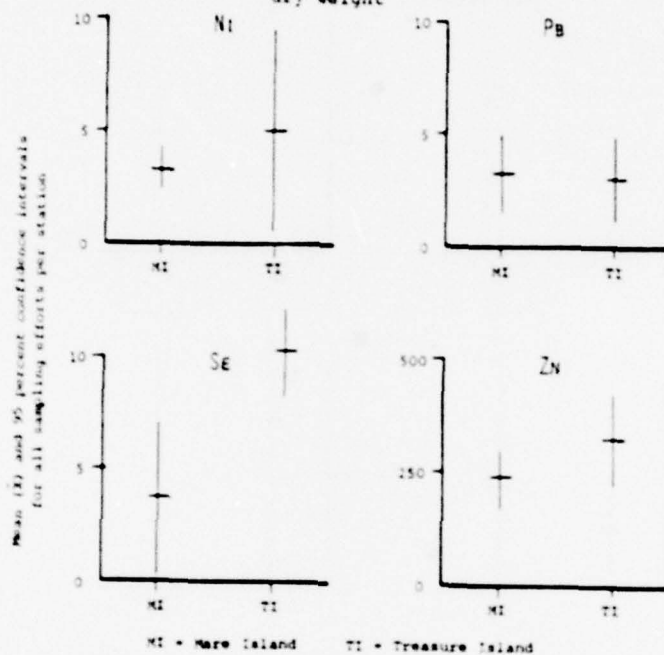 dry weight
Ni
PB
10
5
0
MI
TI
10
5
0
MI
TI
Mean (X̄) and 95 percent confidence intervals
for all sampling efforts per station
SE
ZN
10
5
0
MI
TI
500
250
0
MI
TI
MI = Mare Island
TI = Treasure Island